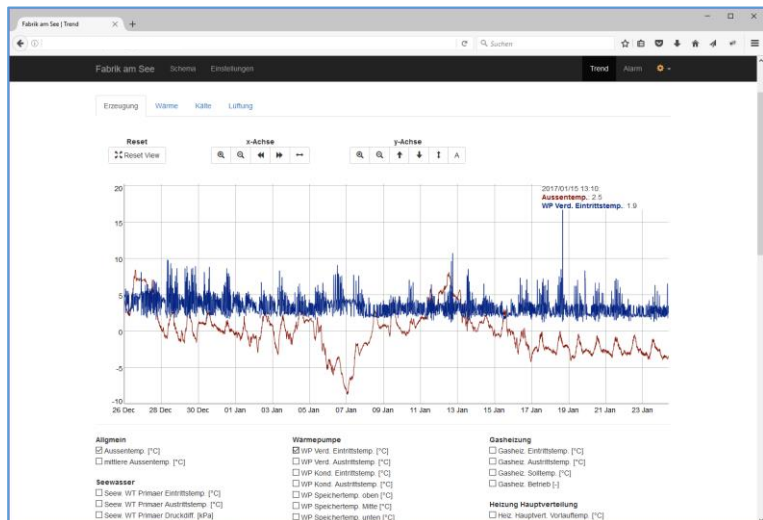 Fabrik am See | Trend
Suchen
Fabrik am See Schema Einstellungen Trend Alarm
Erzeugung Wärme Kälte Lüftung
Reset x-Achse y-Achse
Reset View A
2017/01/15 13:10:
Aussentemp.: 2.5
WP Verd. Eintrittstemp.: 1.9
20
15
10
5
0
-5
-10
26 Dec 28 Dec 30 Dec 01 Jan 03 Jan 05 Jan 07 Jan 09 Jan 11 Jan 13 Jan 15 Jan 17 Jan 19 Jan 21 Jan 23 Jan
Allgmein Wärmepumpe Gasheizung
Aussentemp. [°C] WP Verd. Eintrittstemp. [°C] Gasheiz. Eintrittstemp. [°C]
mittlere Aussentemp. [°C] WP Verd. Austrittstemp. [°C] Gasheiz. Austrittstemp. [°C]
WP Kond. Eintrittstemp. [°C] Gasheiz. Solltemp. [°C]
Seewasser WP Kond. Austrittstemp. [°C] Gasheiz. Betrieb [-]
Seew. WT Primaer Eintrittstemp. [°C] WP Speichertemp. oben [°C]
Seew. WT Primaer Austrittstemp. [°C] WP Speichertemp. Mitte [°C] Heizung Hauptverteilung
Seew. WT Primaer Druckdiff. [kPa] WP Speichertemp. unten [°C] Heiz. Hauptvert. Vorlauftemp. [°C]